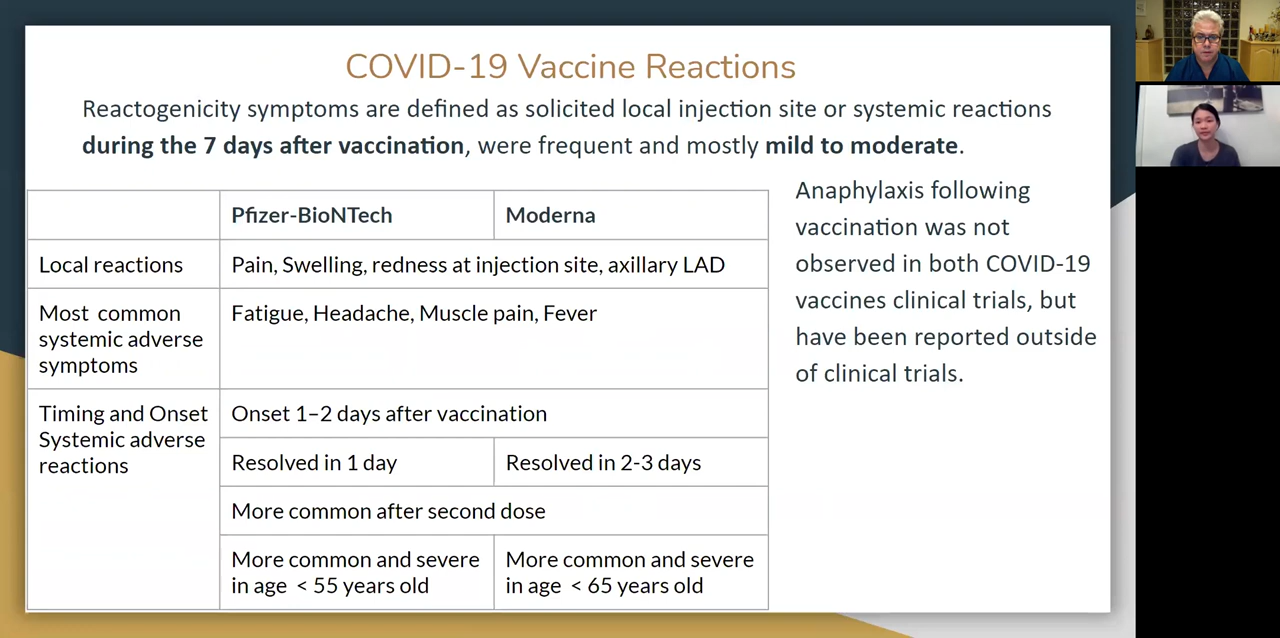 COVID-19 Vaccine Reactions
Reactogenicity symptoms are defined as solicited local injection site or systemic reactions
during the 7 days after vaccination, were frequent and mostly mild to moderate.
Pfizer-BioNTech
Moderna
Local reactions
Pain, Swelling, redness at injection site, axillary LAD
Most common
systemic adverse
symptoms
Fatigue, Headache, Muscle pain, Fever
Timing and Onset
Systemic adverse
reactions
Onset 1–2 days after vaccination
Resolved in 1 day
Resolved in 2-3 days
More common after second dose
More common and severe
in age < 55 years old
More common and severe
in age < 65 years old
Anaphylaxis following
vaccination was not
observed in both COVID-19
vaccines clinical trials, but
have been reported outside
of clinical trials.